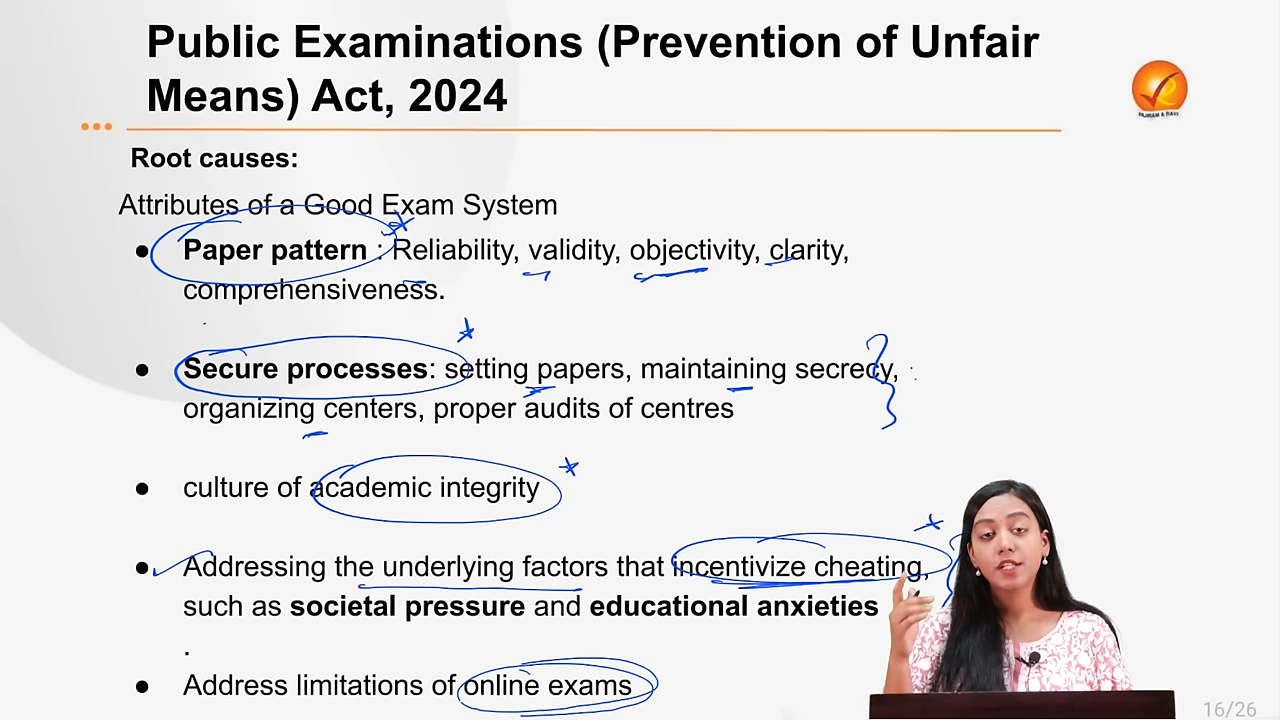 Public Examinations (Prevention of Unfair
Means) Act, 2024
Root causes:
Attributes of a Good Exam System
● Paper pattern : Reliability, validity, objectivity, clarity,
comprehensiveness.
● Secure processes: setting papers, maintaining secrecy,
organizing centers, proper audits of centres
● culture of academic integrity
● Addressing the underlying factors that incentivize cheating,
such as societal pressure and educational anxieties
.
● Address limitations of online exams
VAJIRAM & RAVI
16/26